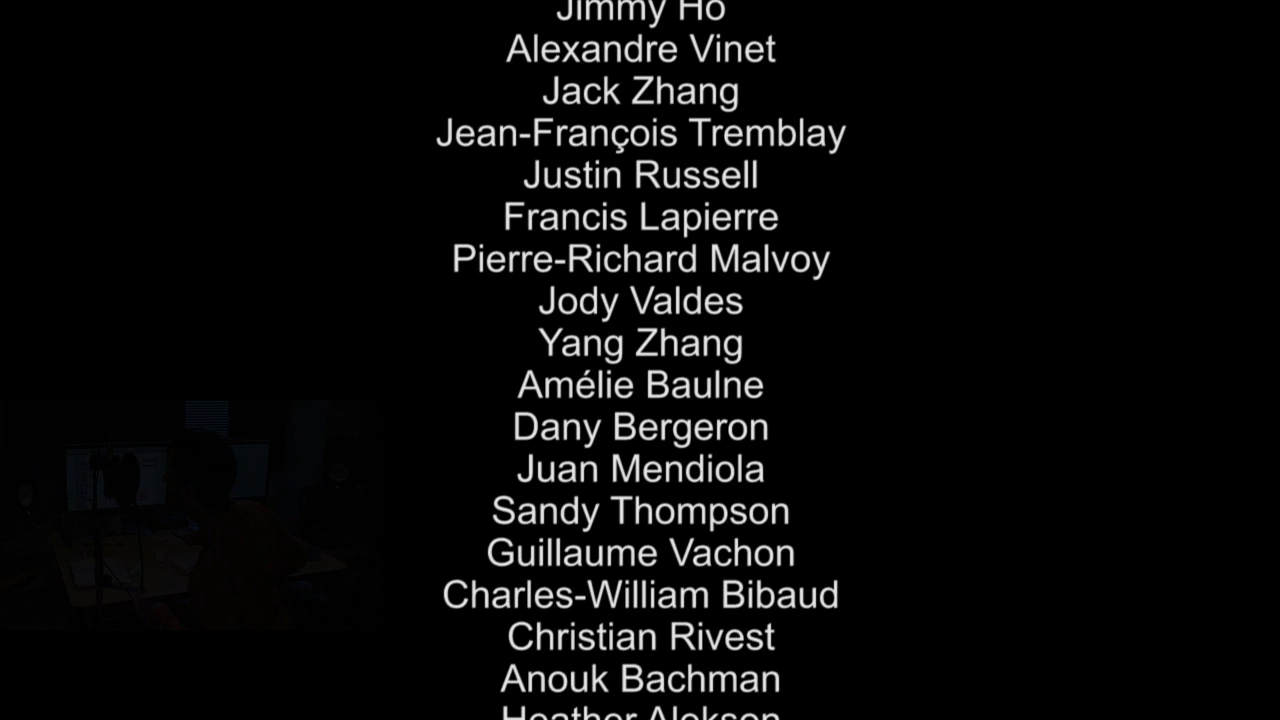 Jimmy Ho
Alexandre Vinet
Jack Zhang
Jean-François Tremblay
Justin Russell
Francis Lapierre
Pierre-Richard Malvoy
Jody Valdes
Yang Zhang
Amélie Baulne
Dany Bergeron
Juan Mendiola
Sandy Thompson
Guillaume Vachon
Charles-William Bibaud
Christian Rivest
Anouk Bachman
Heather